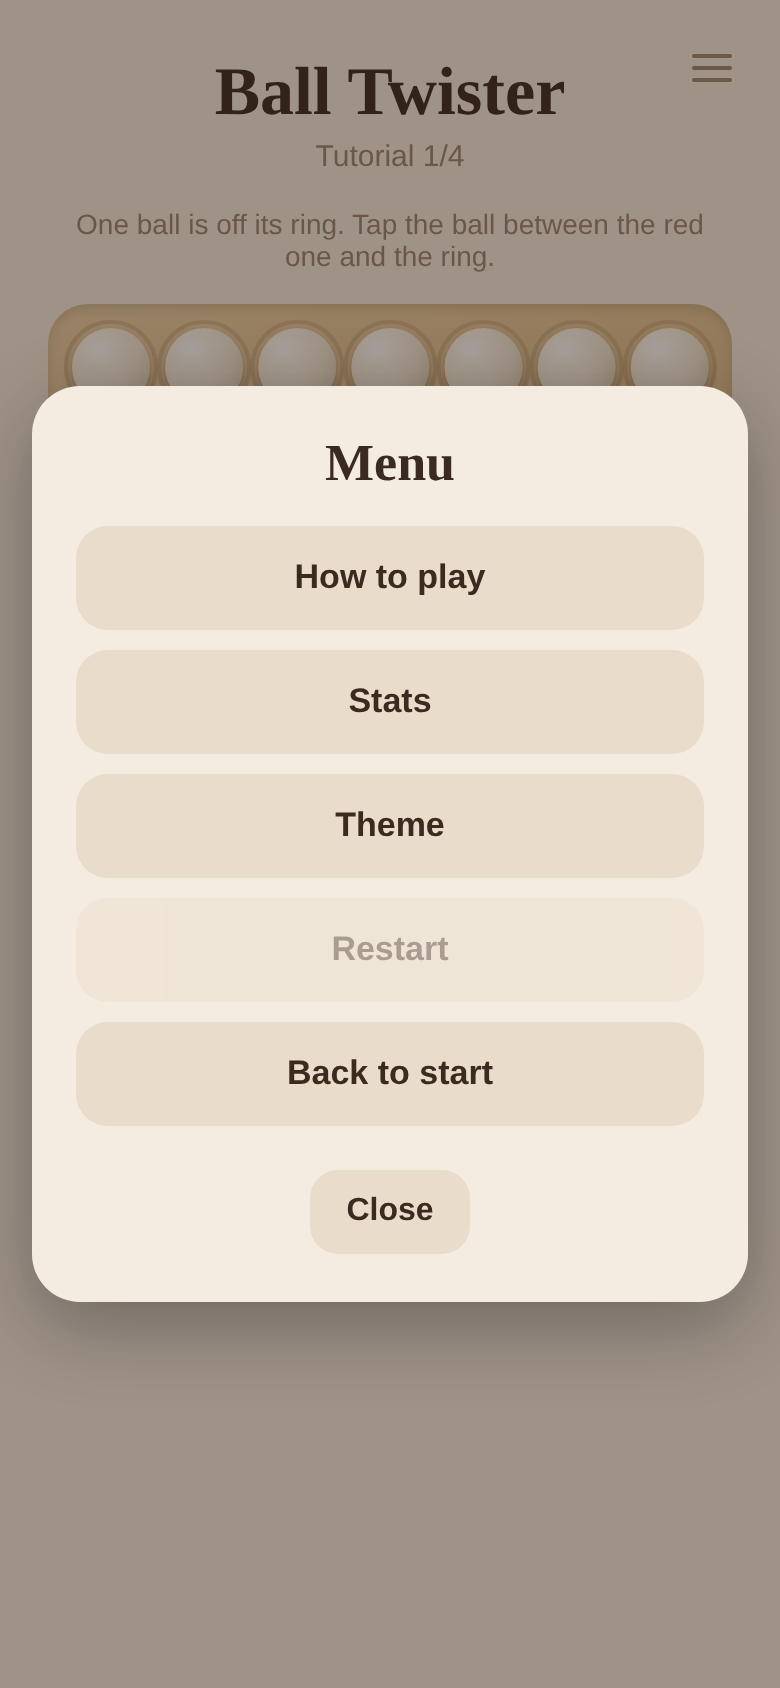 Ball Twister
Tutorial 1/4
One ball is off its ring. Tap the ball between the red
one and the ring.
Menu
How to play
Stats
Theme
Restart
Back to start
Close